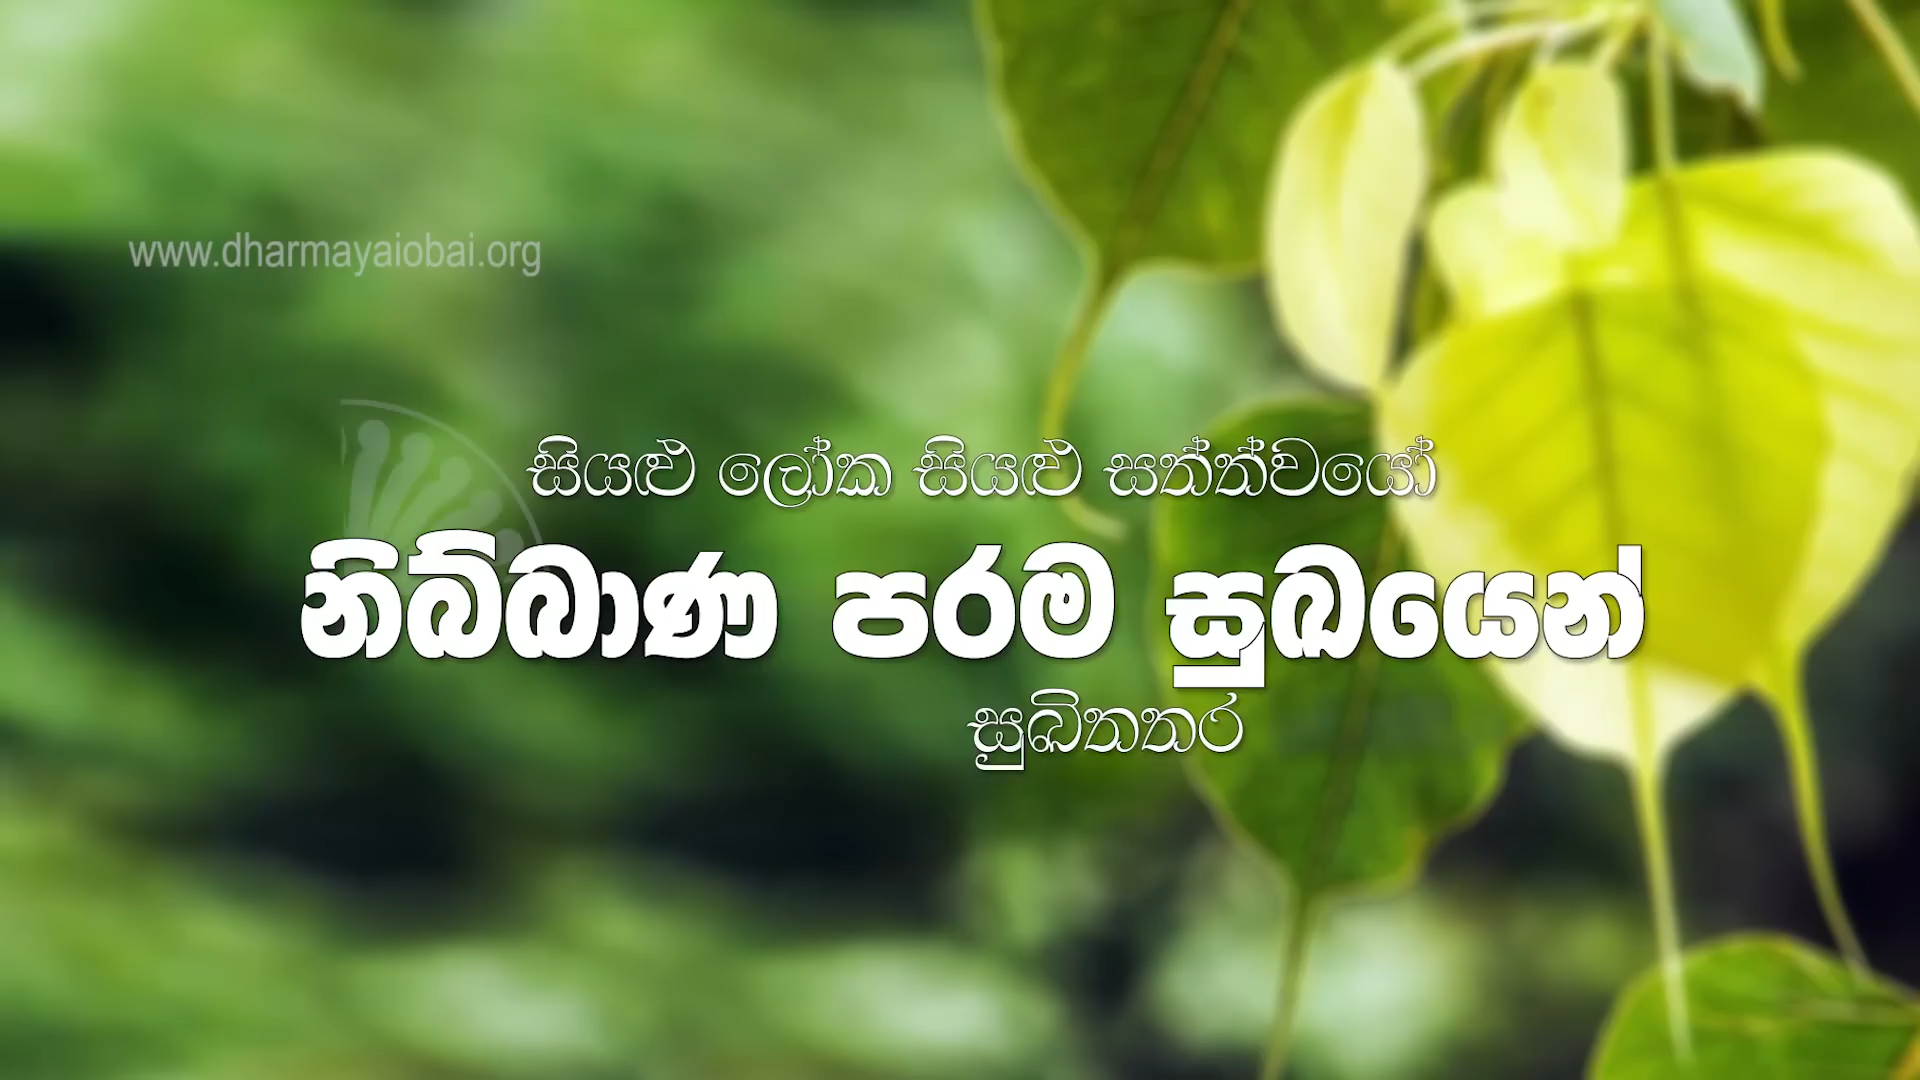 www.dharmayaiobai.org
සියළු ලෝක සියළු සත්ත්වයෝ
නිබ්බාණ පරම සුඛයෙන්
සුඛිතතර